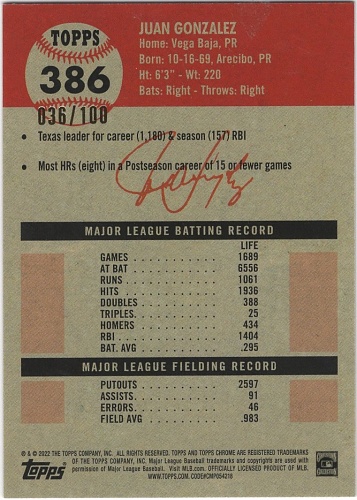 TOPPS
386
036/100
JUAN GONZALEZ
Home: Vega Baja, PR
Born: 10-16-69, Arecibo, PR
Ht: 6'3" - Wt: 220
Bats: Right - Throws: Right
• Texas leader for career (1,180) & season (157) RBI
• Most HRs (eight) in a Postseason career of 15 or fewer games
MAJOR LEAGUE BATTING RECORD
LIFE
GAMES 1689
AT BAT 6556
RUNS 1061
HITS 1936
DOUBLES 388
TRIPLES 25
HOMERS 434
RBI 1404
BAT. AVG .295
MAJOR LEAGUE FIELDING RECORD
PUTOUTS 2597
ASSISTS 91
ERRORS 46
FIELD AVG .983
® & © 2022 THE TOPPS COMPANY, INC. ALL RIGHTS RESERVED. TOPPS AND TOPPS CHROME ARE REGISTERED TRADEMARKS
OF THE TOPPS COMPANY, INC. Major League Baseball trademarks and copyrights are used with
permission of Major League Baseball. Visit MLB.com. OFFICIALLY LICENSED PRODUCT OF MLB.
WWW.TOPPS.COM. CODE#CMP054218
Topps